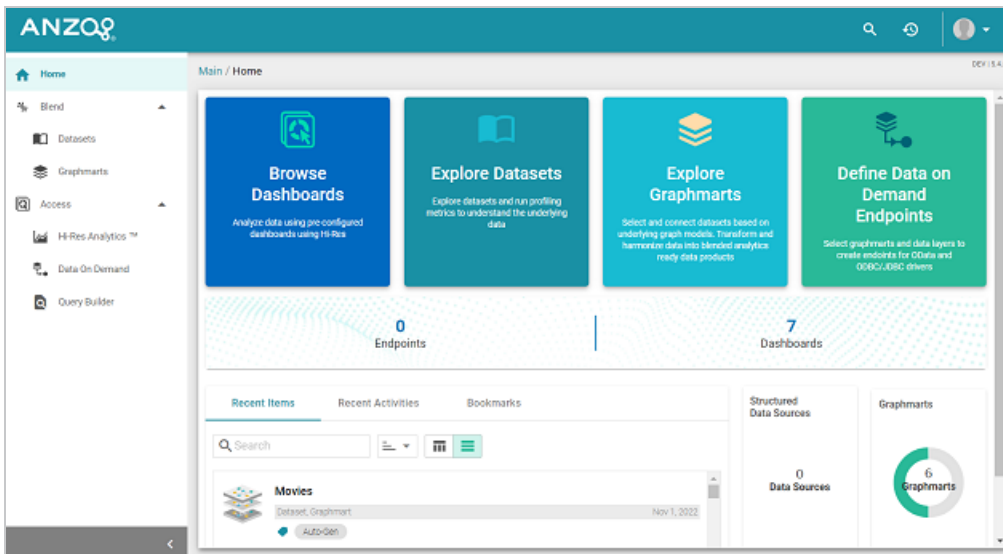 ANZO
Home
Blend
Datasets
Graphmarts
Access
Hi-Res Analytics ™
Data On Demand
Query Builder
Main / Home
Browse
Dashboards
Analyze data using pre-configured
dashboards using Hi-Res
Explore Datasets
Explore datasets and run profiling
metrics to understand the underlying
data
Explore
Graphmarts
Select and connect datasets based on
underlying graph models. Transform and
harmonize data into blended analytics
ready data products
Define Data on
Demand
Endpoints
Select graphmarts and data layers to
create endoints for OData and
ODBC/JDBC drivers
0
Endpoints
7
Dashboards
Recent Items
Recent Activities
Bookmarks
Search
Movies
Dataset, Graphmart
Nov 1, 2022
Auto-Gen
Structured
Data Sources
0
Data Sources
Graphmarts
6
Graphmarts